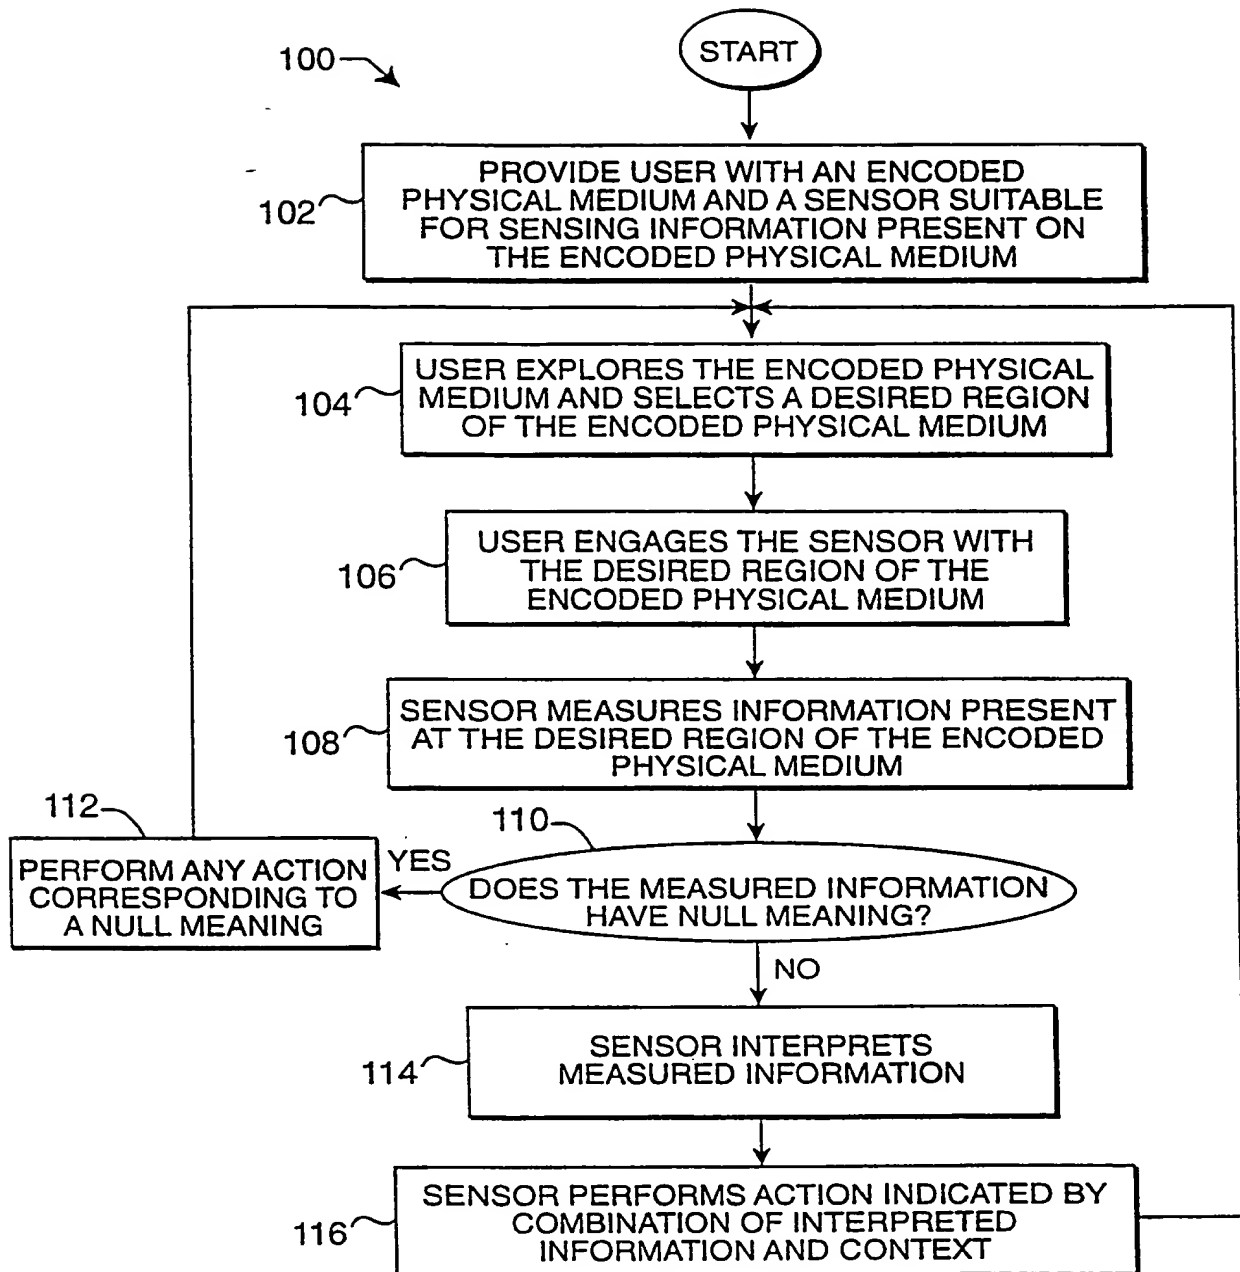 START
100
PROVIDE USER WITH AN ENCODED
PHYSICAL MEDIUM AND A SENSOR SUITABLE
FOR SENSING INFORMATION PRESENT ON
THE ENCODED PHYSICAL MEDIUM
102
USER EXPLORES THE ENCODED PHYSICAL
MEDIUM AND SELECTS A DESIRED REGION
OF THE ENCODED PHYSICAL MEDIUM
104
USER ENGAGES THE SENSOR WITH
THE DESIRED REGION OF THE
ENCODED PHYSICAL MEDIUM
106
SENSOR MEASURES INFORMATION PRESENT
AT THE DESIRED REGION OF THE ENCODED
PHYSICAL MEDIUM
108
110
DOES THE MEASURED INFORMATION
HAVE NULL MEANING?
YES
112
PERFORM ANY ACTION
CORRESPONDING TO
A NULL MEANING
NO
SENSOR INTERPRETS
MEASURED INFORMATION
114
SENSOR PERFORMS ACTION INDICATED BY
COMBINATION OF INTERPRETED
INFORMATION AND CONTEXT
116